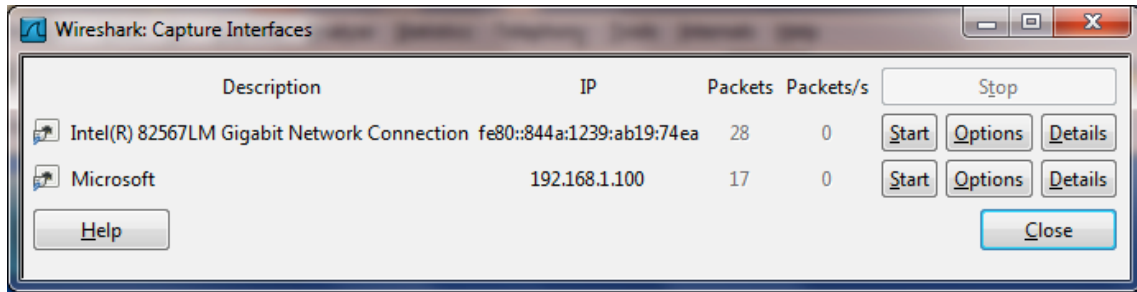 Wireshark: Capture Interfaces
Description IP Packets Packets/s Stop
Intel(R) 82567LM Gigabit Network Connection fe80::844a:1239:ab19:74ea 28 0 Start Options Details
Microsoft 192.168.1.100 17 0 Start Options Details
Help Close